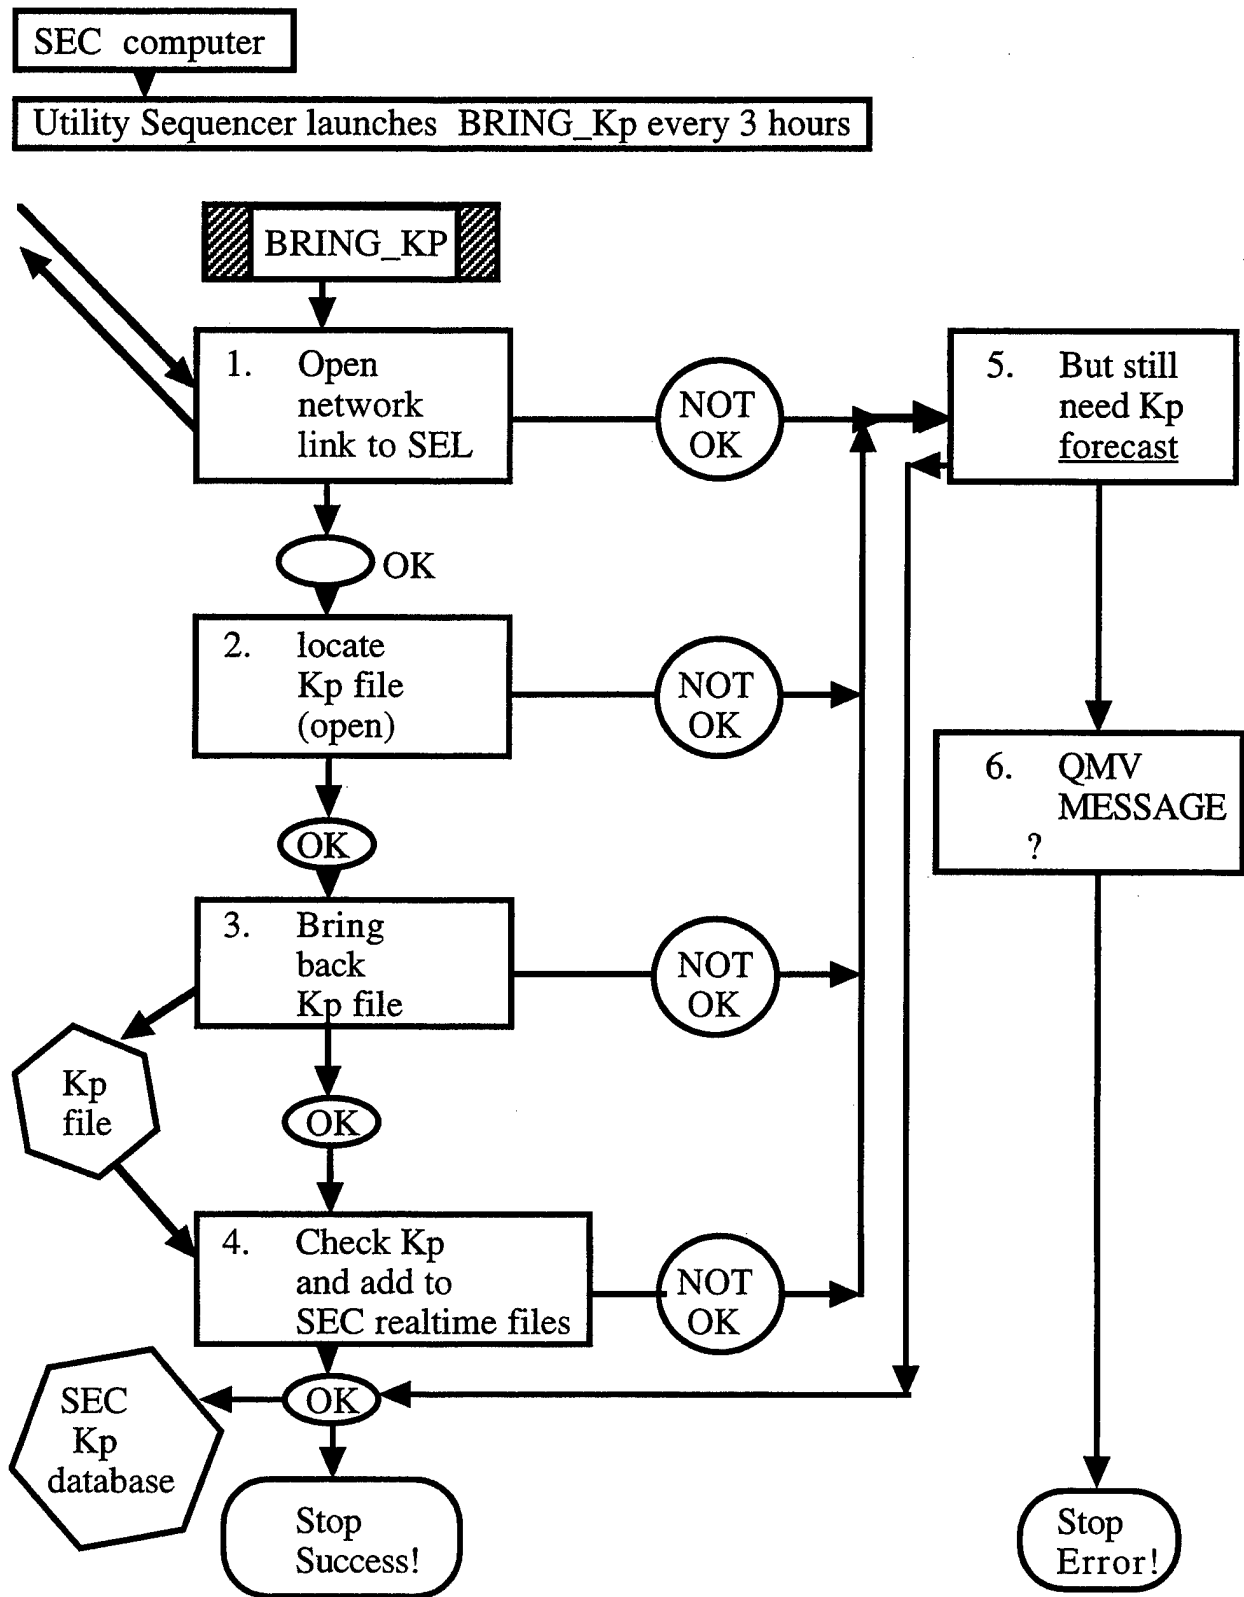 SEC computer
Utility Sequencer launches BRING_Kp every 3 hours
BRING_KP
1. Open
network
link to SEL
NOT
OK
5. But still
need Kp
forecast
OK
2. locate
Kp file
(open)
NOT
OK
6. QMV
MESSAGE
?
OK
3. Bring
back
Kp file
NOT
OK
Kp
file
OK
4. Check Kp
and add to
SEC realtime files
NOT
OK
SEC
Kp
database
OK
Stop
Success!
Stop
Error!